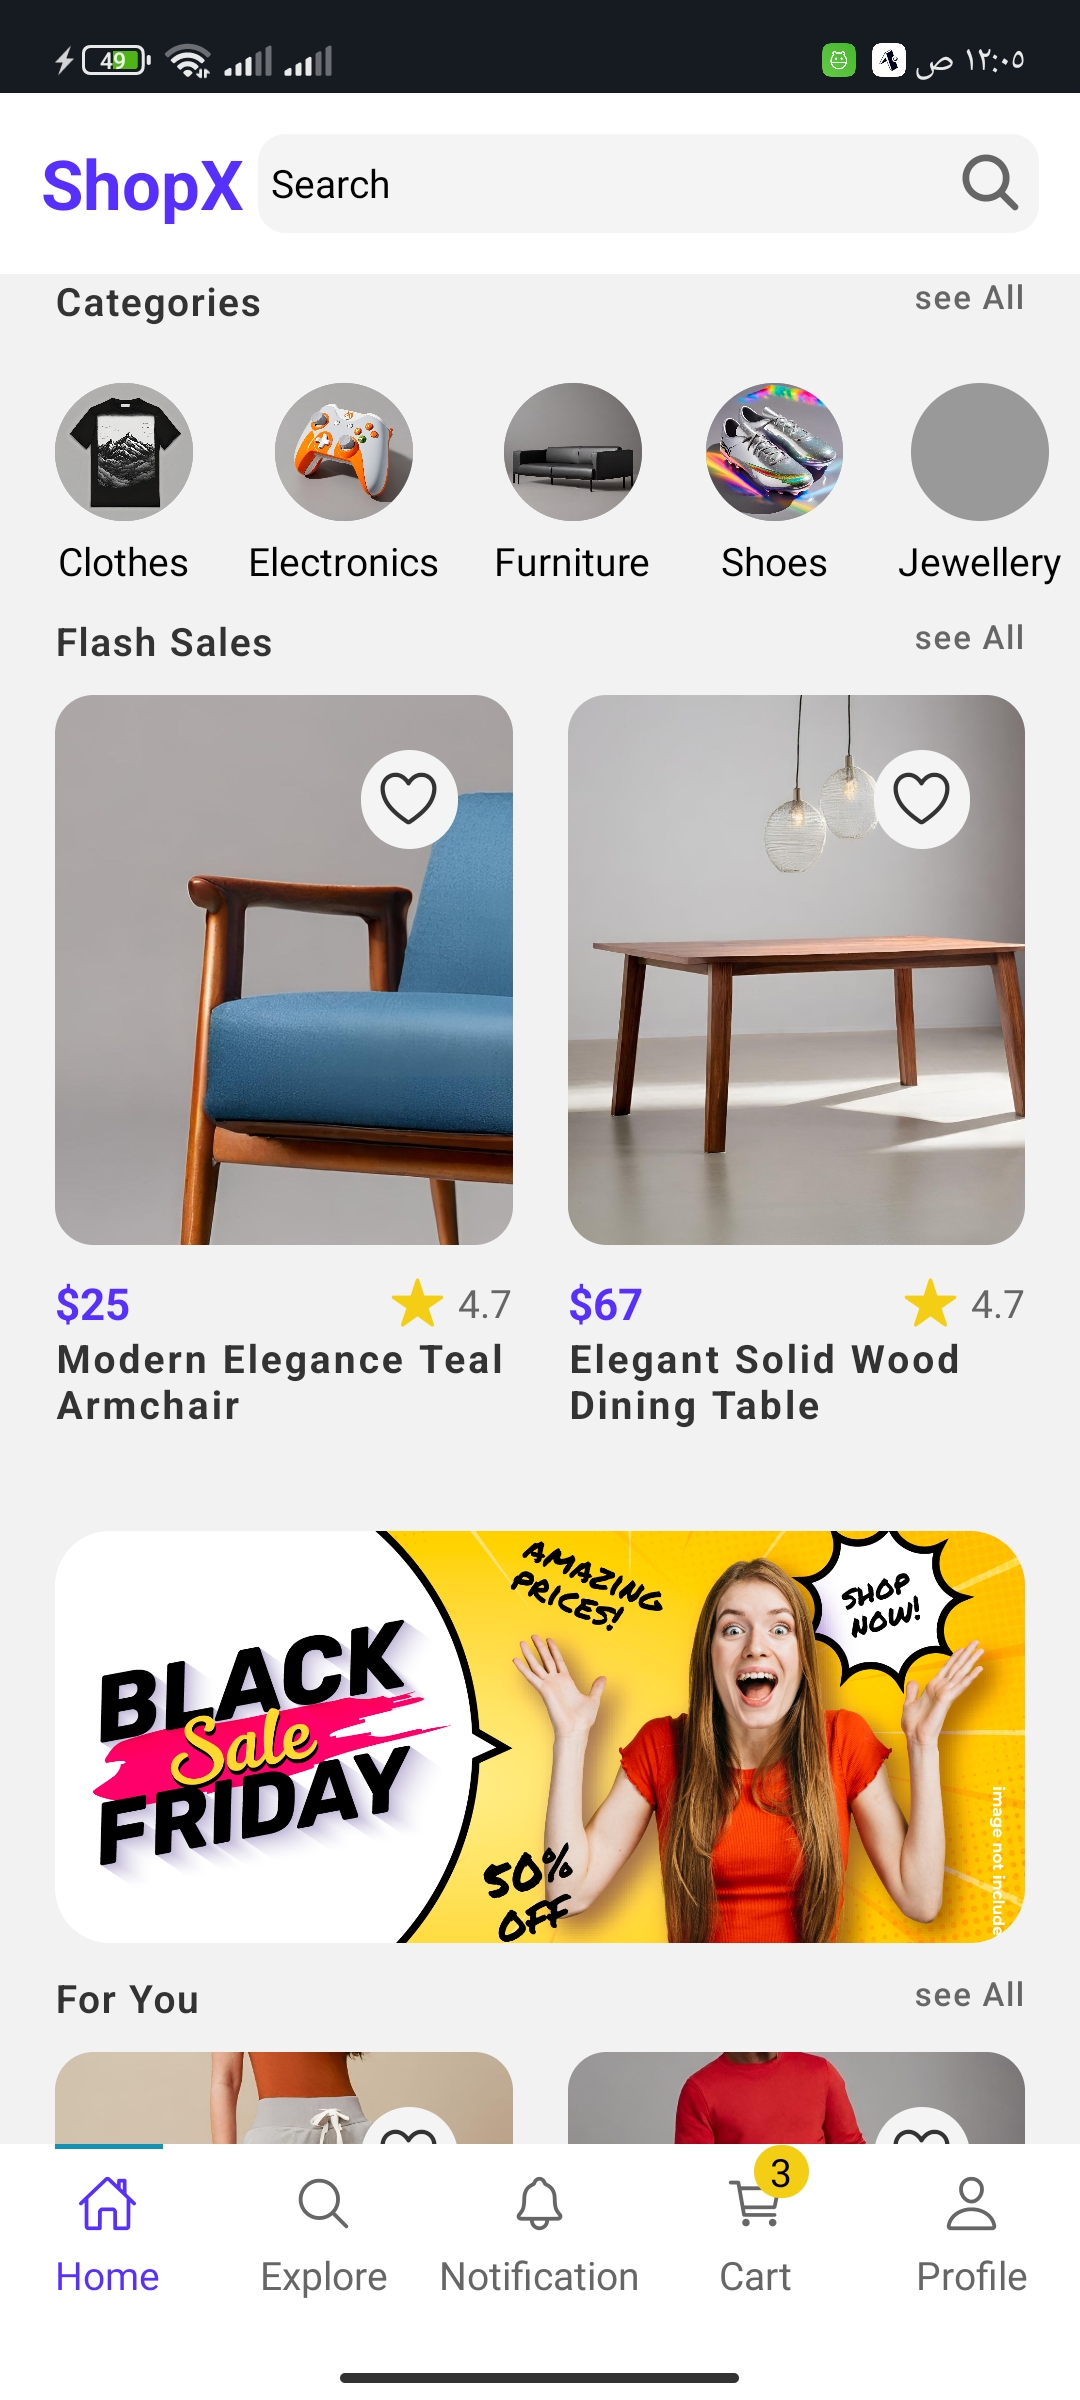 49
١٢:٠٥ ص
ShopX
Search
Categories
see All
Clothes
Electronics
Furniture
Shoes
Jewellery
Flash Sales
see All
$25
4.7
Modern Elegance Teal
Armchair
$67
4.7
Elegant Solid Wood
Dining Table
BLACK
Sale
FRIDAY
AMAZING
PRICES!
SHOP
NOW!
50%
OFF
image not include
For You
see All
Home
Explore
Notification
3
Cart
Profile